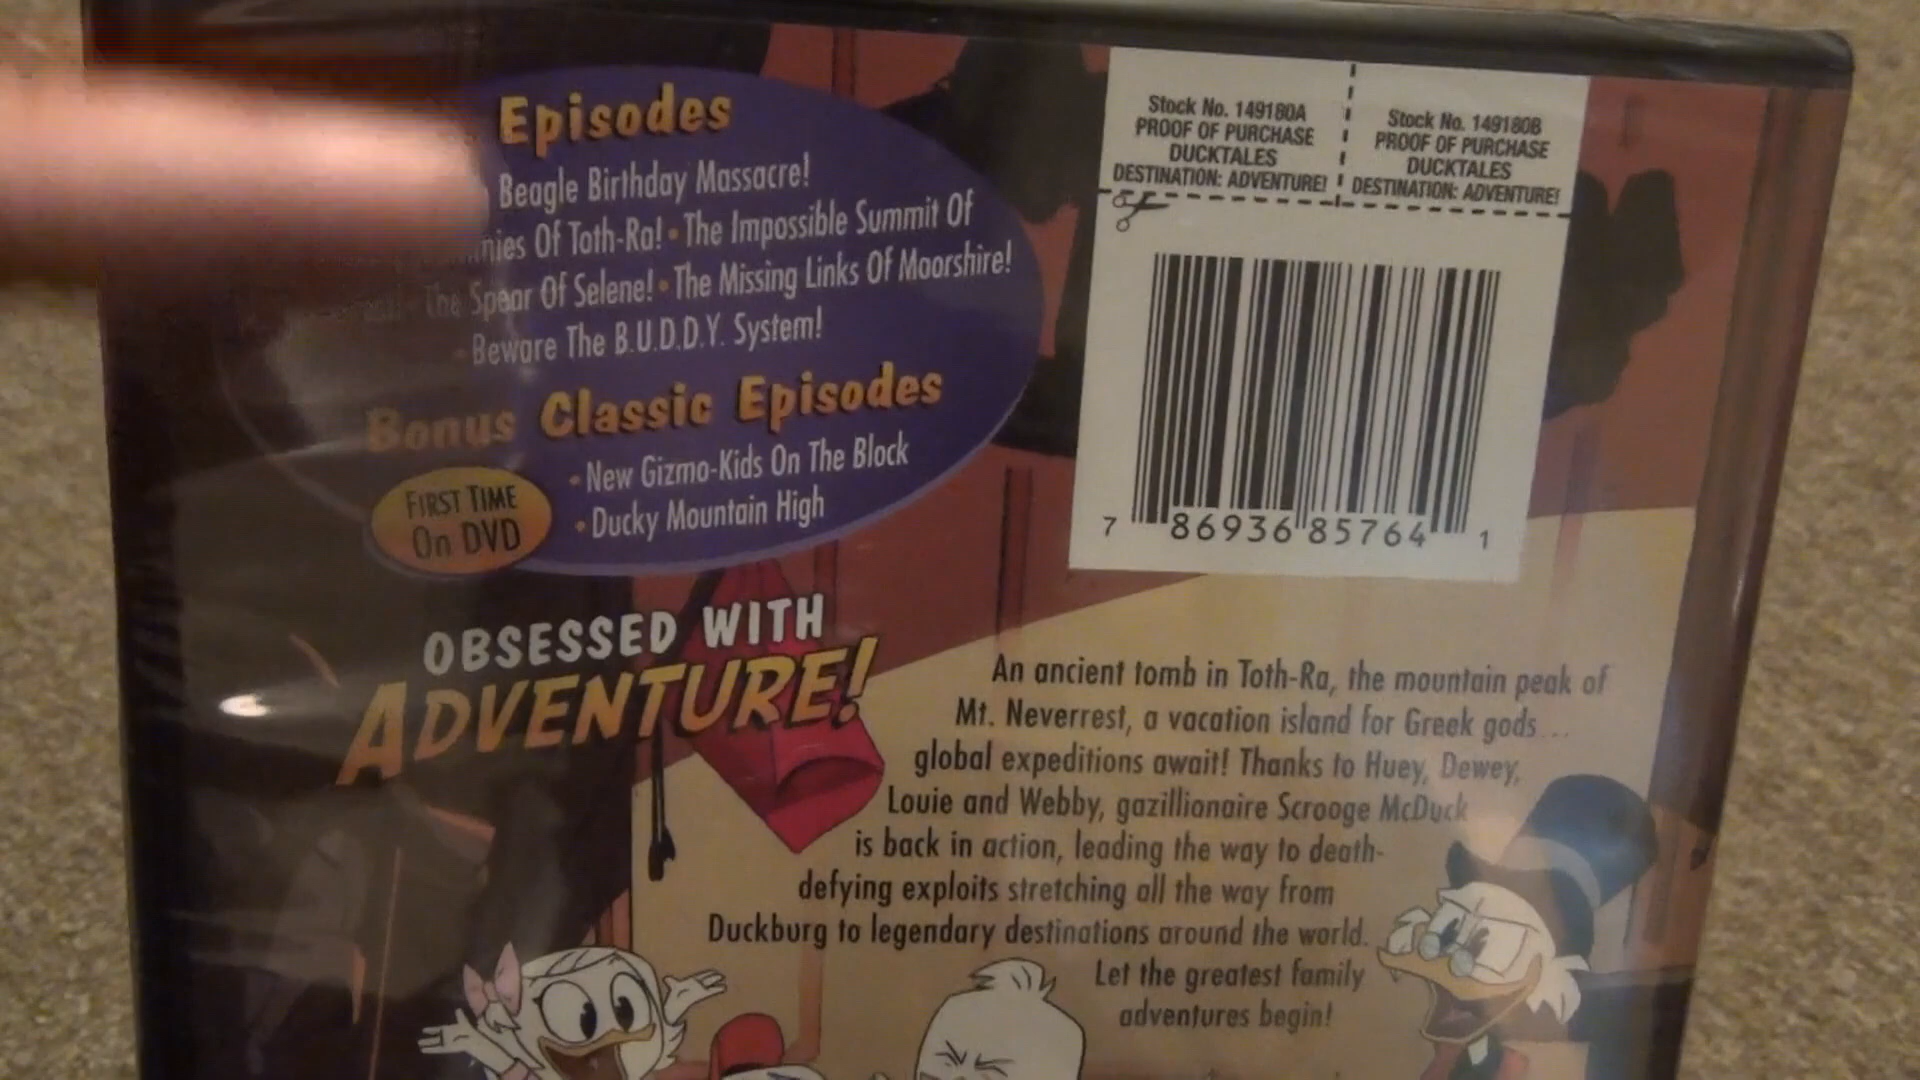 Episodes
Beagle Birthday Massacre!
Of Toth-Ra! • The Impossible Summit Of
The Spear Of Selene! • The Missing Links Of Moorshire!
• Beware The B.U.D.D.Y. System!
Bonus Classic Episodes
FIRST TIME
On DVD
• New Gizmo-Kids On The Block
• Ducky Mountain High
Stock No. 149180A
PROOF OF PURCHASE
DUCKTALES
DESTINATION: ADVENTURE!
Stock No. 149180B
PROOF OF PURCHASE
DUCKTALES
DESTINATION: ADVENTURE!
7 86936 85764 1
OBSESSED WITH
ADVENTURE!
An ancient tomb in Toth-Ra, the mountain peak of
Mt. Neverrest, a vacation island for Greek gods...
global expeditions await! Thanks to Huey, Dewey,
Louie and Webby, gazillionaire Scrooge McDuck
is back in action, leading the way to death-
defying exploits stretching all the way from
Duckburg to legendary destinations around the world.
Let the greatest family
adventures begin!